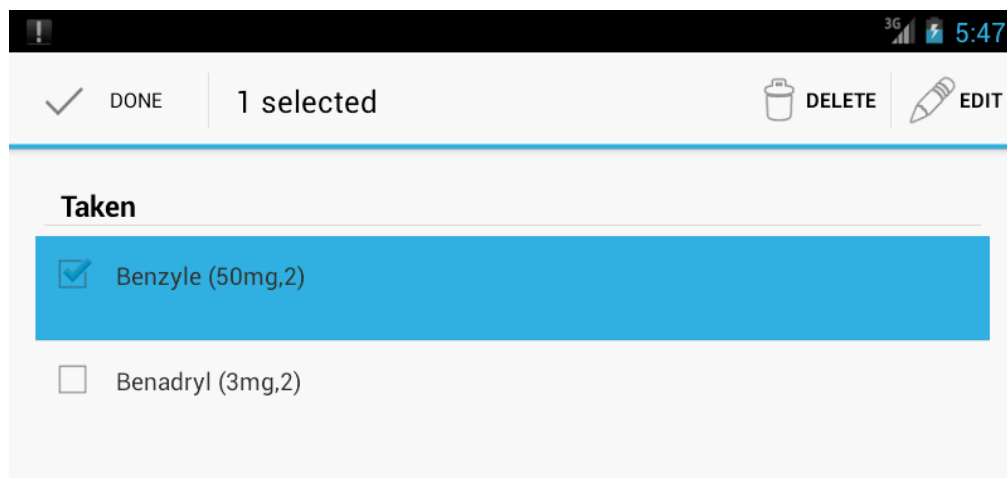 3G 5:47
DONE 1 selected DELETE EDIT
Taken
Benzyle (50mg,2)
Benadryl (3mg,2)